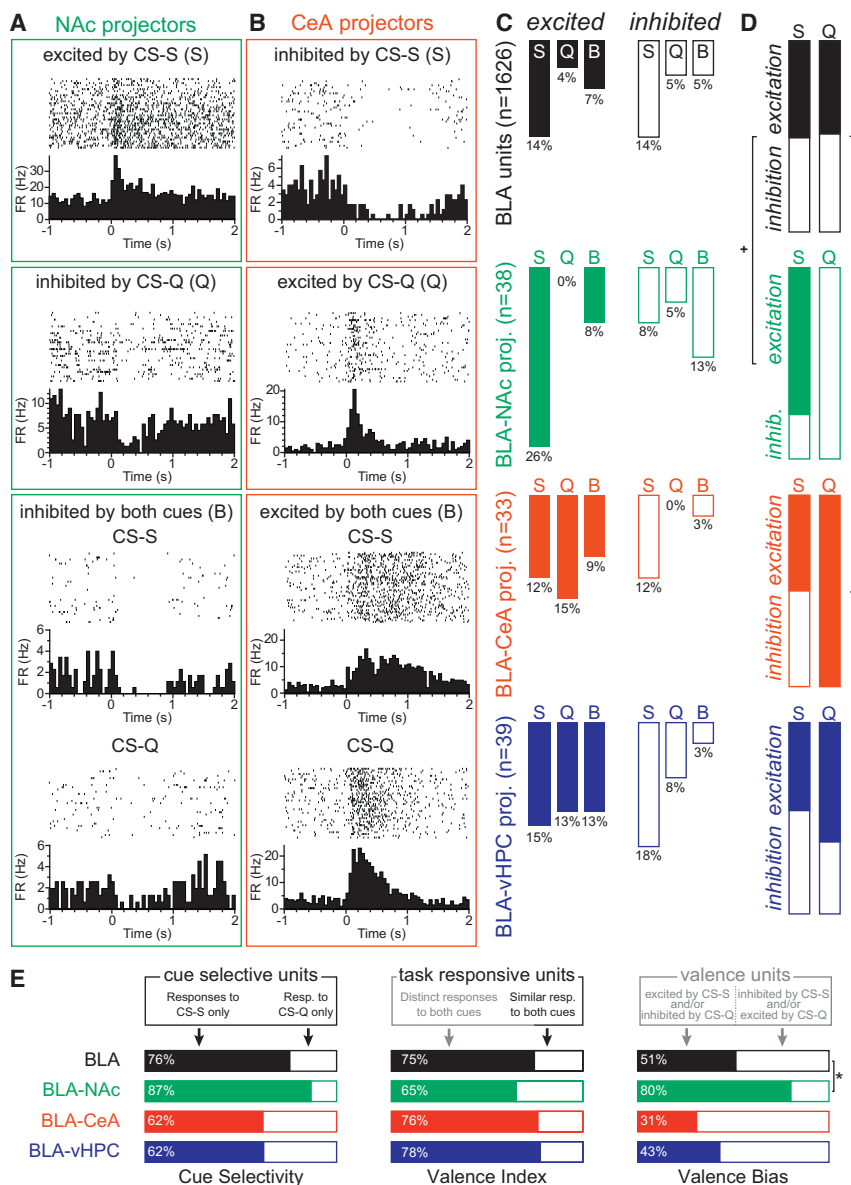 A NAc projectors
excited by CS-S (S)
FR (Hz)
30
20
10
0
-1 0 1 2
Time (s)
inhibited by CS-Q (Q)
FR (Hz)
10
5
0
-1 0 1 2
Time (s)
inhibited by both cues (B)
CS-S
FR (Hz)
6
4
2
0
-1 0 1 2
Time (s)
CS-Q
FR (Hz)
6
4
2
0
-1 0 1 2
Time (s)
B CeA projectors
inhibited by CS-S (S)
FR (Hz)
6
4
2
0
-1 0 1 2
Time (s)
excited by CS-Q (Q)
FR (Hz)
20
10
0
-1 0 1 2
Time (s)
excited by both cues (B)
CS-S
FR (Hz)
20
10
0
-1 0 1 2
Time (s)
CS-Q
FR (Hz)
20
10
0
-1 0 1 2
Time (s)
C excited inhibited
BLA units (n=1626)
S Q B S Q B
14% 4% 7% 14% 5% 5%
BLA-NAc proj. (n=38)
S Q B S Q B
26% 0% 8% 8% 5% 13%
BLA-CeA proj. (n=33)
S Q B S Q B
12% 15% 9% 12% 0% 3%
BLA-vHPC proj. (n=39)
S Q B S Q B
15% 13% 13% 18% 8% 3%
D
S Q
inhibition excitation
+
S Q
inhib. excitation
S Q
inhibition excitation
S Q
inhibition excitation
E
cue selective units
Responses to CS-S only
Resp. to CS-Q only
task responsive units
Distinct responses to both cues
Similar resp. to both cues
valence units
excited by CS-S and/or inhibited by CS-Q
inhibited by CS-S and/or excited by CS-Q
BLA 76% 75% 51%
BLA-NAc 87% 65% 80% *
BLA-CeA 62% 76% 31%
BLA-vHPC 62% 78% 43%
Cue Selectivity Valence Index Valence Bias